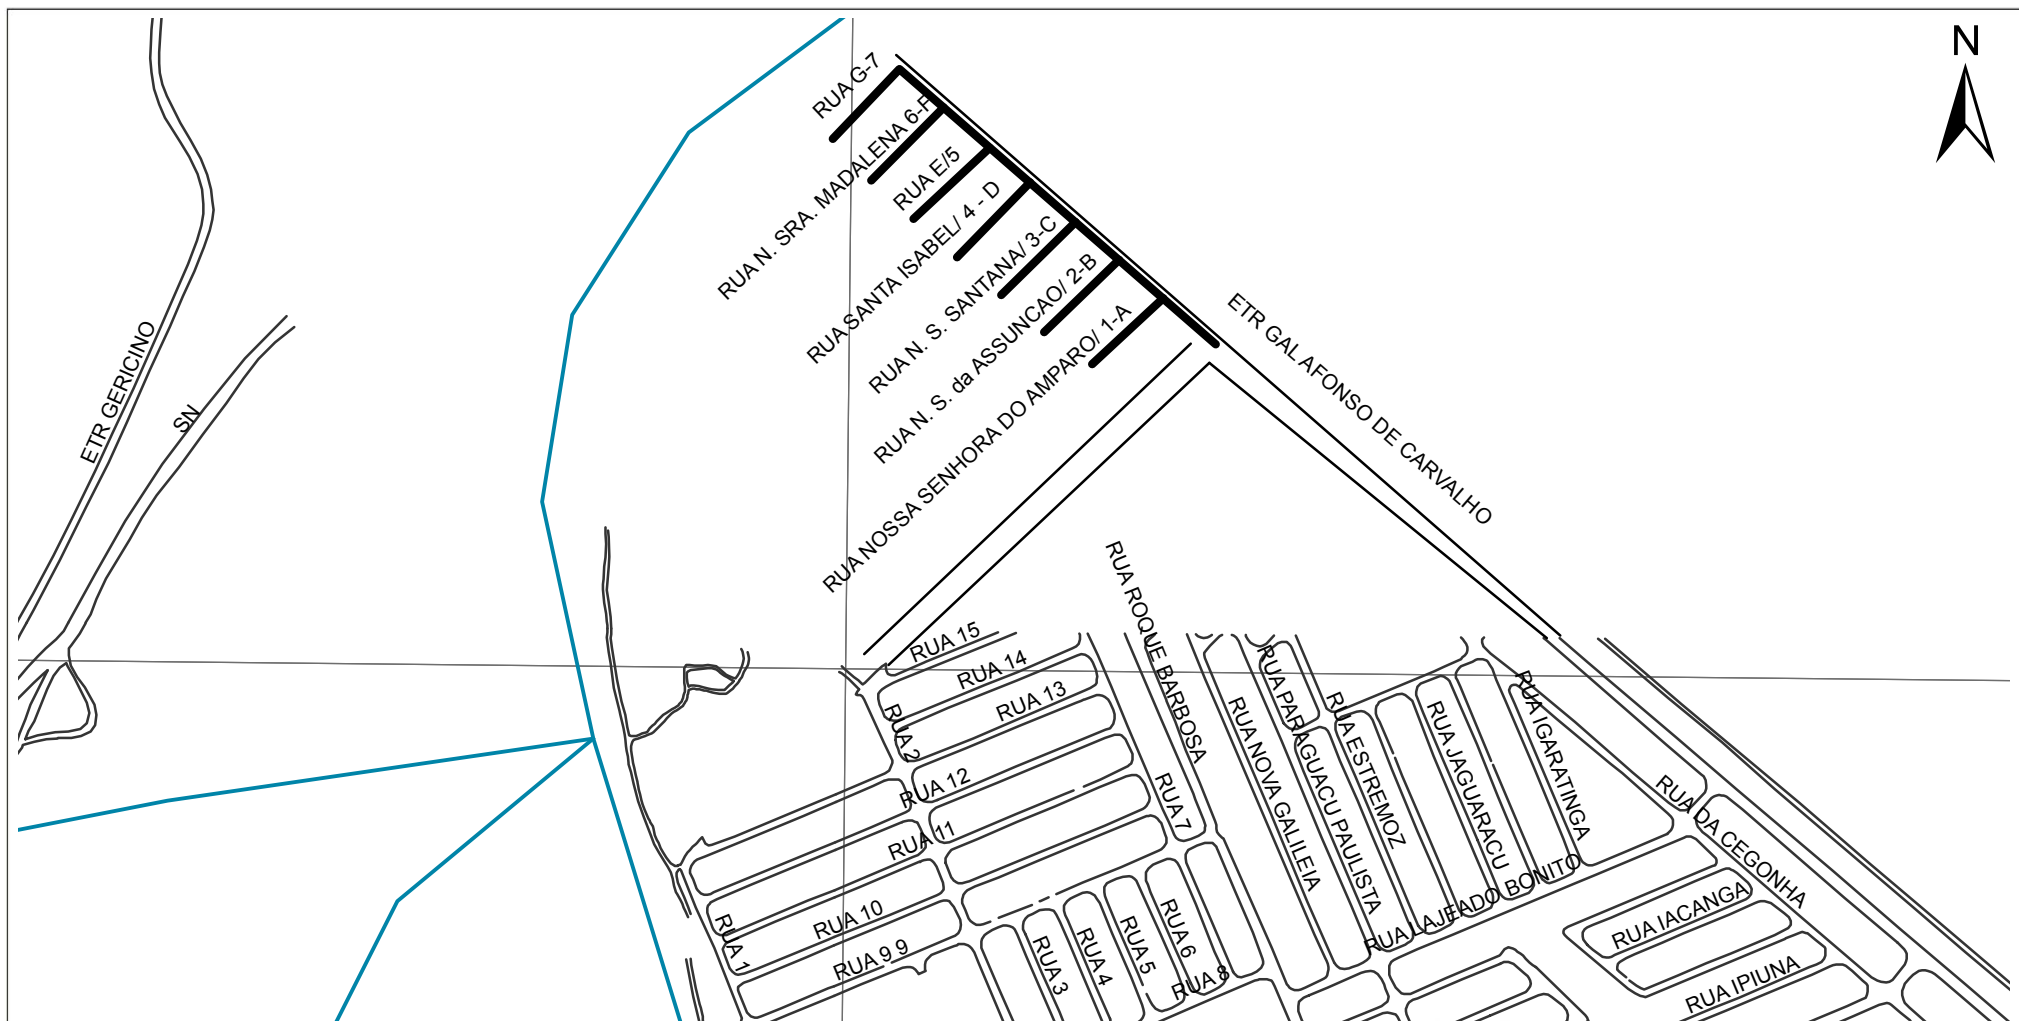 N
RUA G-7
RUA N. SRA. MADALENA 6-F
RUA E/5
RUA SANTA ISABEL/ 4 - D
RUA N. S. SANTANA/ 3-C
RUA N. S. da ASSUNCAO/ 2-B
RUA NOSSA SENHORA DO AMPARO/ 1-A
ETR GAL AFONSO DE CARVALHO
ETR GERICINO
SN
RUA ROQUE BARBOSA
RUA 15
RUA 14
RUA 13
RUA 2
RUA 12
RUA 11
RUA 10
RUA 9 9
RUA 1
RUA 7
RUA NOVA GALILEIA
RUA PARAGUACU PAULISTA
RUA ESTREMOZ
RUA JAGUARACU
RUA IGARATINGA
RUA DA CEGONHA
RUA LAJEADO BONITO
RUA IACANGA
RUA IPIUNA
RUA 3
RUA 4
RUA 5
RUA 6
RUA 8